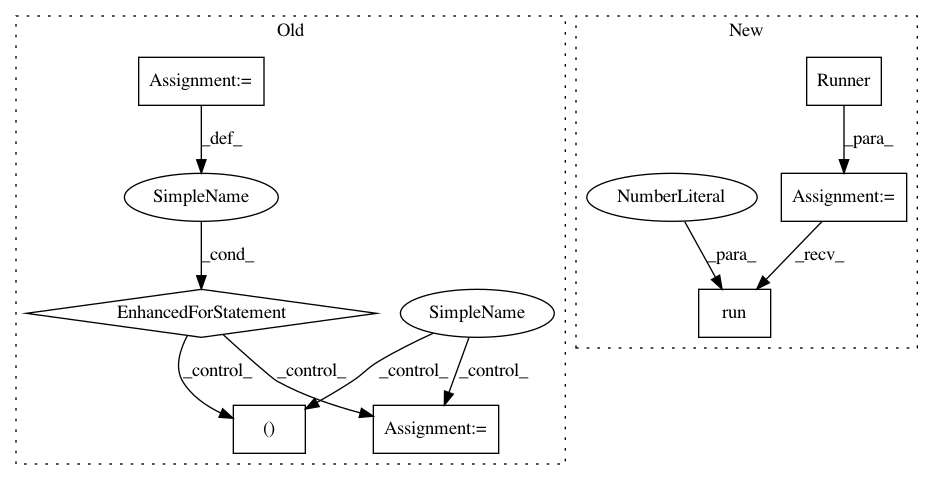 Old
New
Assignment:=
Runner
_def_
_para_
SimpleName
NumberLiteral
Assignment:=
_cond_
_para_
_recv_
EnhancedForStatement
SimpleName
run
_control_
_control_
_control_
_control_
()
Assignment:=